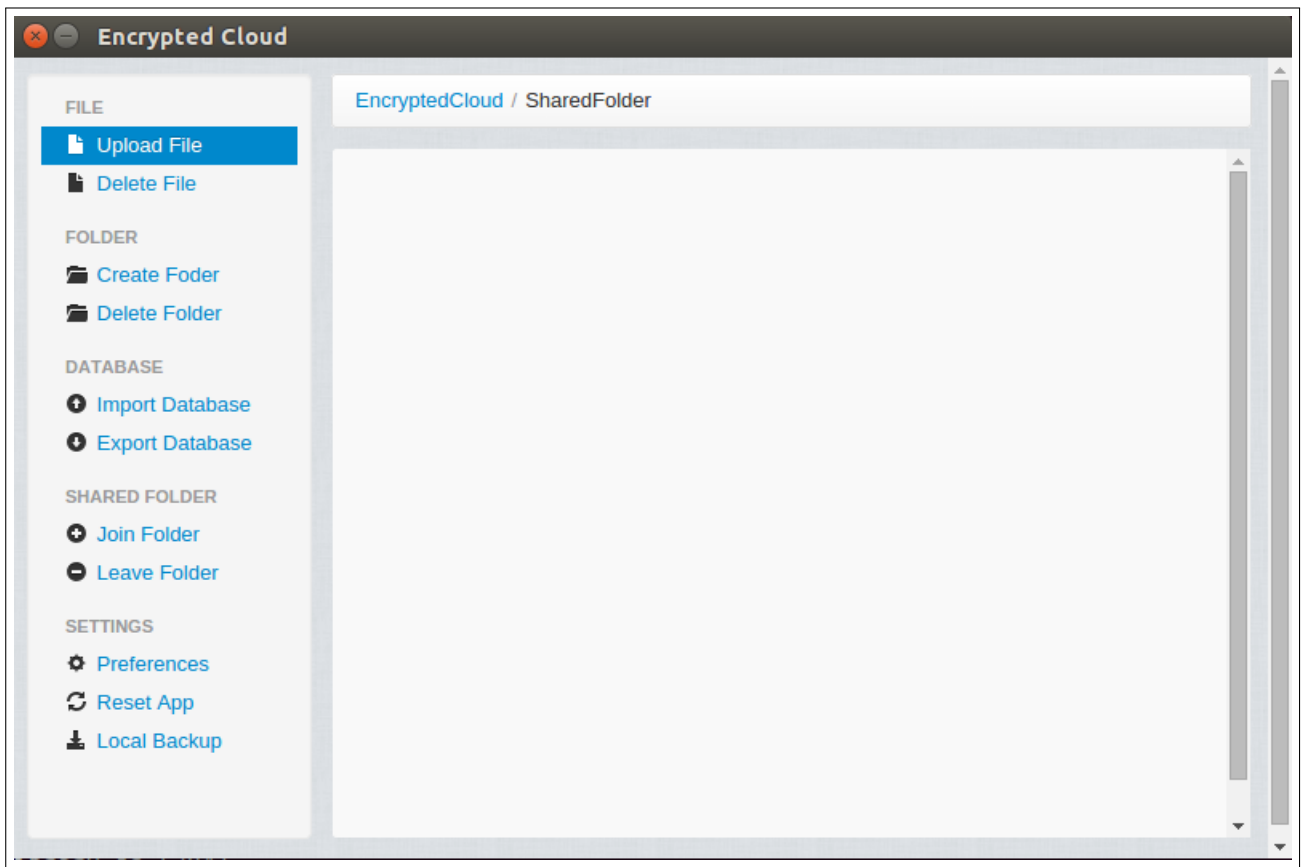 Encrypted Cloud
FILE
Upload File
Delete File
FOLDER
Create Foder
Delete Folder
DATABASE
Import Database
Export Database
SHARED FOLDER
Join Folder
Leave Folder
SETTINGS
Preferences
Reset App
Local Backup
EncryptedCloud / SharedFolder